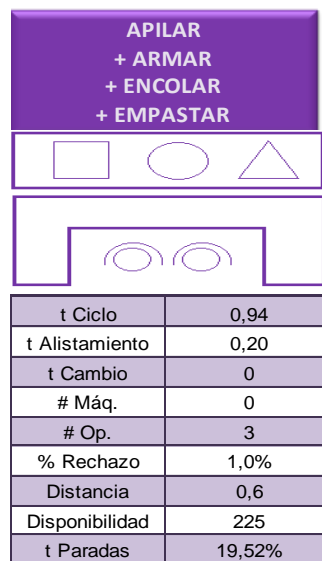 APILAR
+ ARMAR
+ ENCOLAR
+ EMPASTAR
t Ciclo 0,94
t Alistamiento 0,20
t Cambio 0
# Máq. 0
# Op. 3
% Rechazo 1,0%
Distancia 0,6
Disponibilidad 225
t Paradas 19,52%